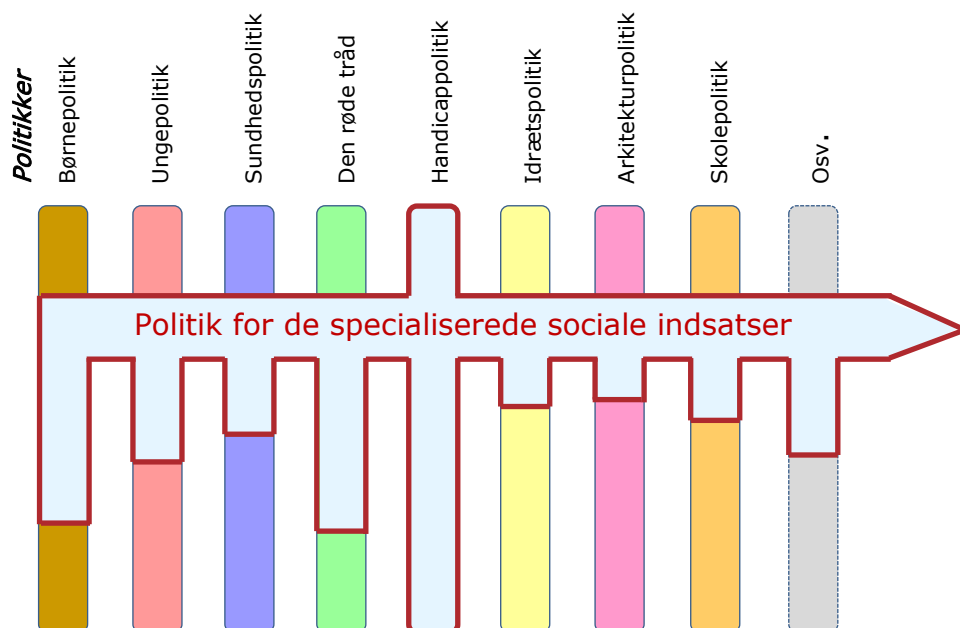 Politikker
Børnepolitik
Ungepolitik
Sundhedspolitik
Den røde tråd
Handicappolitik
Idrætspolitik
Arkitekturpolitik
Skolepolitik
Osv.
Politik for de specialiserede sociale indsatser